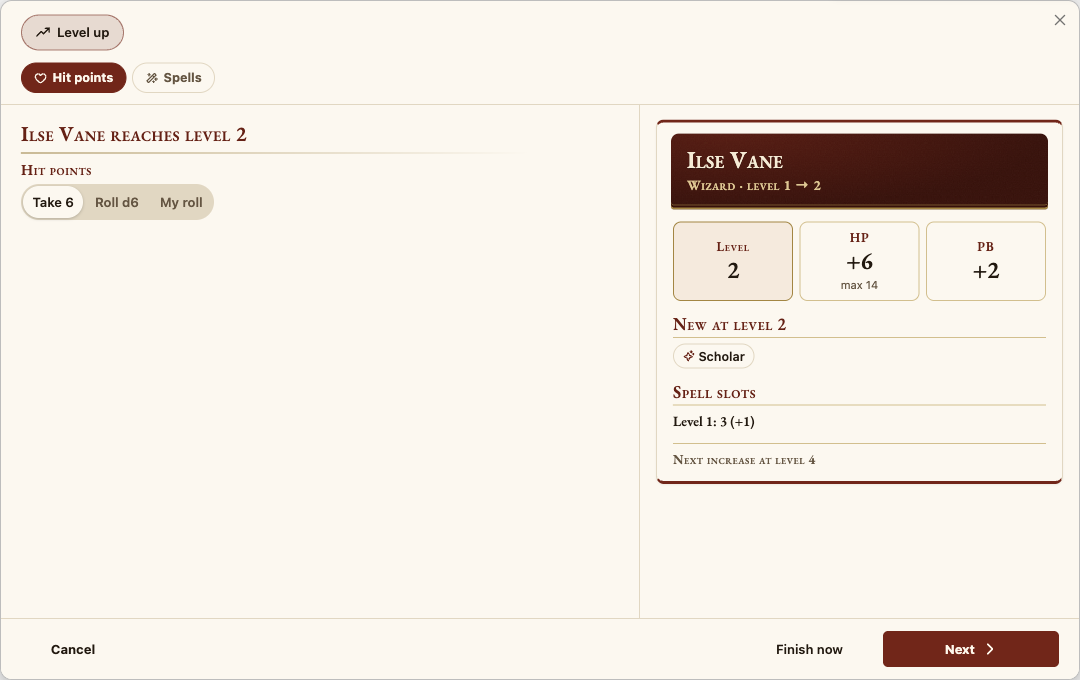 Level up
Hit points
Spells
Ilse Vane reaches level 2
Hit points
Take 6
Roll d6
My roll
Ilse Vane
Wizard · level 1 → 2
Level
2
HP
+6
max 14
PB
+2
New at level 2
Scholar
Spell slots
Level 1: 3 (+1)
Next increase at level 4
Cancel
Finish now
Next